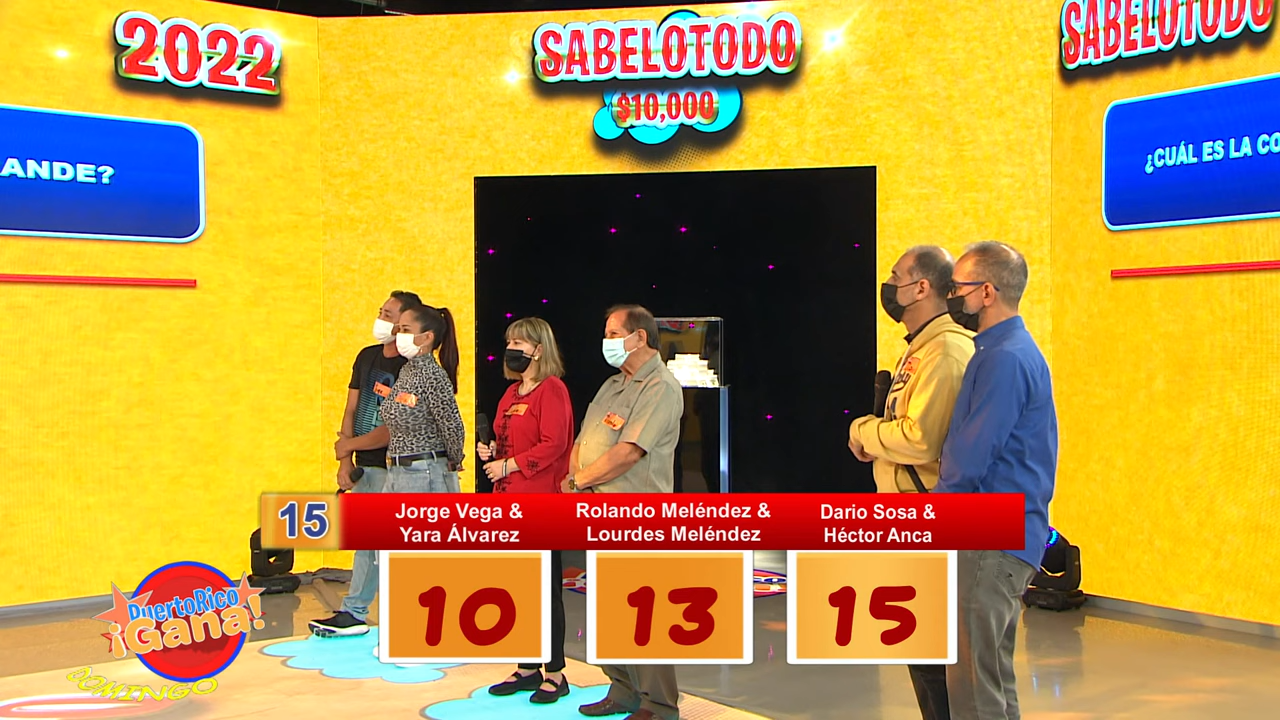 2022
SABELOTODO
$10,000
SABELOTODO
ANDE?
¿CUÁL ES LA CO
15
Jorge Vega &
Yara Álvarez
Rolando Meléndez &
Lourdes Meléndez
Dario Sosa &
Héctor Anca
10
13
15
PuertoRico
¡Gana!
DOMINGO